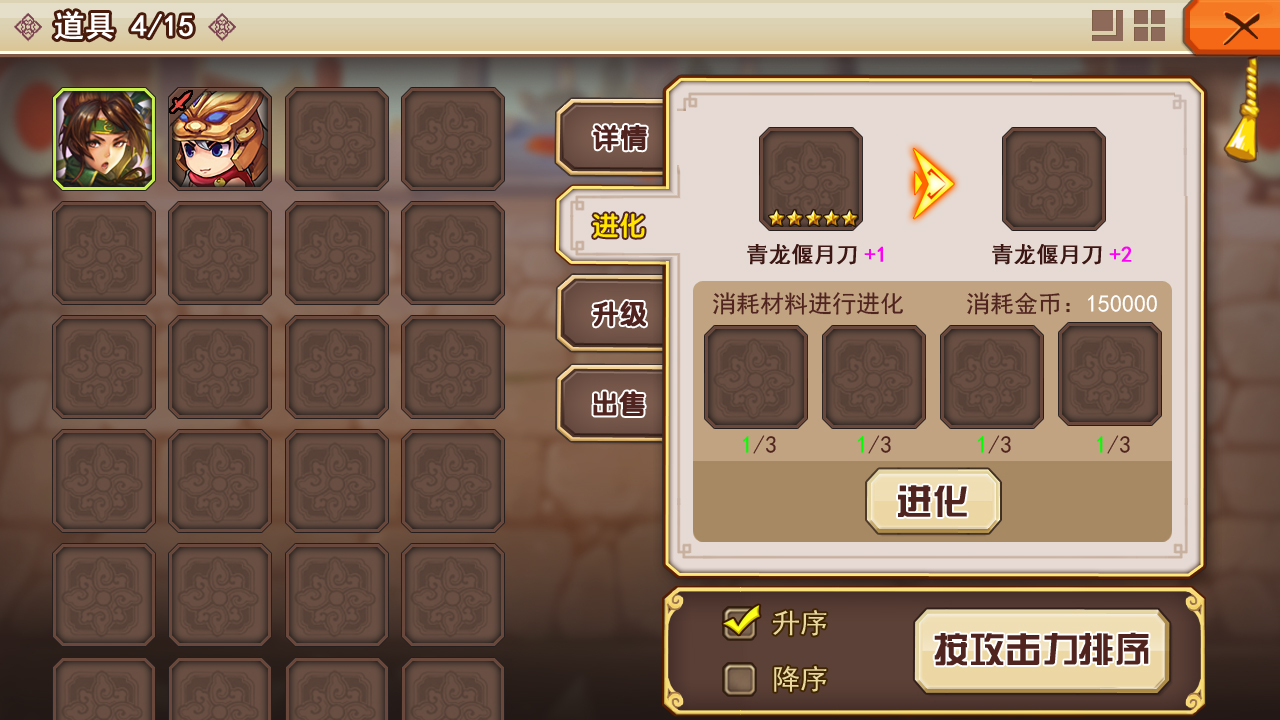 道具 4/15
详情
进化
升级
出售
青龙偃月刀 +1
青龙偃月刀 +2
消耗材料进行进化 消耗金币：150000
1/3 1/3 1/3 1/3
进化
升序
降序
按攻击力排序